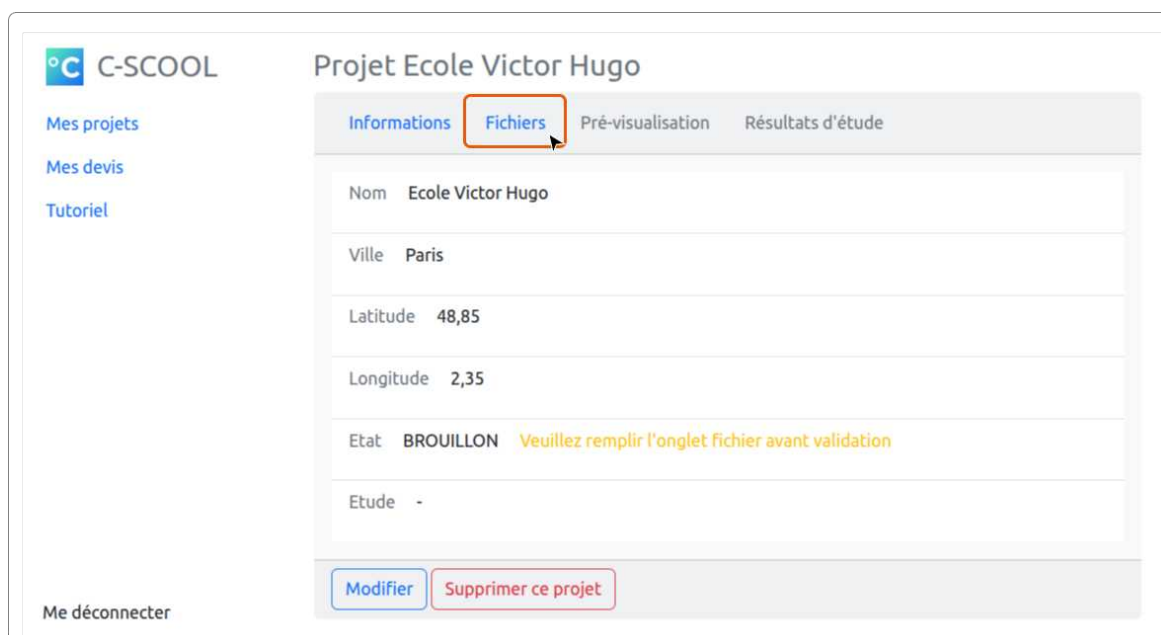 °C C-SCOOL
Projet Ecole Victor Hugo
Mes projets
Mes devis
Tutoriel
Informations Fichiers Pré-visualisation Résultats d'étude
Nom Ecole Victor Hugo
Ville Paris
Latitude 48,85
Longitude 2,35
Etat BROUILLON Veuillez remplir l'onglet fichier avant validation
Etude -
Modifier Supprimer ce projet
Me déconnecter